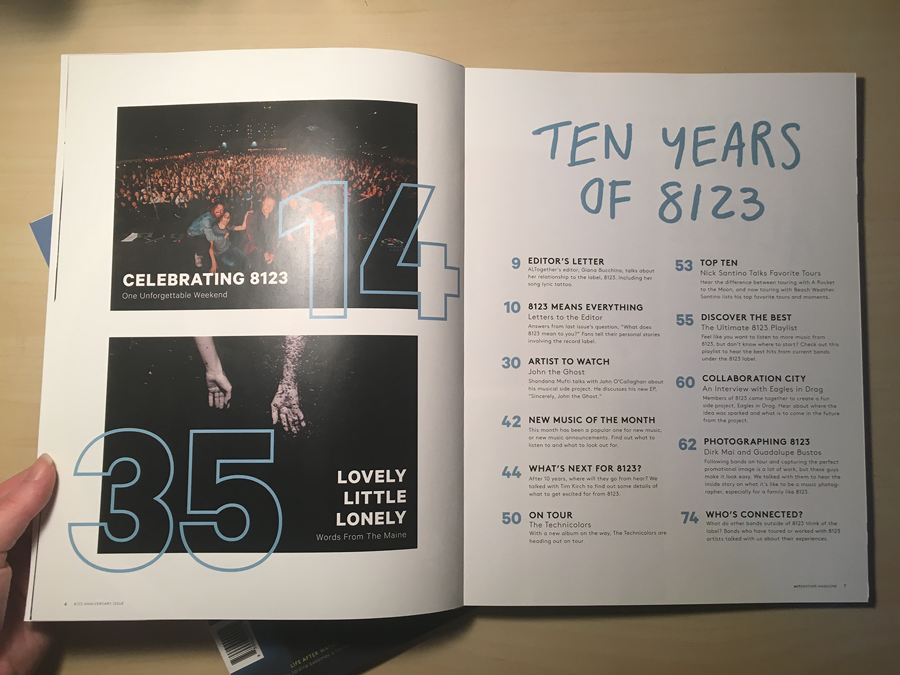 14
CELEBRATING 8123
One Unforgettable Weekend
35
LOVELY
LITTLE
LONELY
Words From The Maine
6 8123 ANNIVERSARY ISSUE
TEN YEARS
OF 8123
9 EDITOR'S LETTER
ALTogether's editor, Giana Bucchino, talks about
her relationship to the label, 8123, including her
song lyric tattoo.
10 8123 MEANS EVERYTHING
Letters to the Editor
Answers from last issue's question, "What does
8123 mean to you?" Fans tell their personal stories
involving the record label.
30 ARTIST TO WATCH
John the Ghost
Shandana Mufti talks with John O'Callaghan about
his musical side project. He discusses his new EP,
"Sincerely, John the Ghost."
42 NEW MUSIC OF THE MONTH
This month has been a popular one for new music,
or new music announcements. Find out what to
listen to and what to look out for.
44 WHAT'S NEXT FOR 8123?
After 10 years, where will they go from hear? We
talked with Tim Kirch to find out some details of
what to get excited for from 8123.
50 ON TOUR
The Technicolors
With a new album on the way, The Technicolors are
heading out on tour.
53 TOP TEN
Nick Santino Talks Favorite Tours
Hear the difference between touring with A Rocket
to the Moon, and now touring with Beach Weather.
Santino lists his top favorite tours and moments.
55 DISCOVER THE BEST
The Ultimate 8123 Playlist
Feel like you want to listen to more music from
8123, but don't know where to start? Check out this
playlist to hear the best hits from current bands
under the 8123 label.
60 COLLABORATION CITY
An Interview with Eagles in Drag
Members of 8123 came together to create a fun
side project, Eagles in Drag. Hear about where the
idea was sparked and what is to come in the future
from the project.
62 PHOTOGRAPHING 8123
Dirk Mai and Guadalupe Bustos
Following bands on tour and capturing the perfect
promotional image is a lot of work, but these guys
make it look easy. We talked with them to hear the
inside story on what it's like to be a music photog-
rapher, especially for a family like 8123.
74 WHO'S CONNECTED?
What do other bands outside of 8123 think of the
label? Bands who have toured or worked with 8123
artists talked with us about their experiences.
MAGAZINE 7
LIFE AFTER